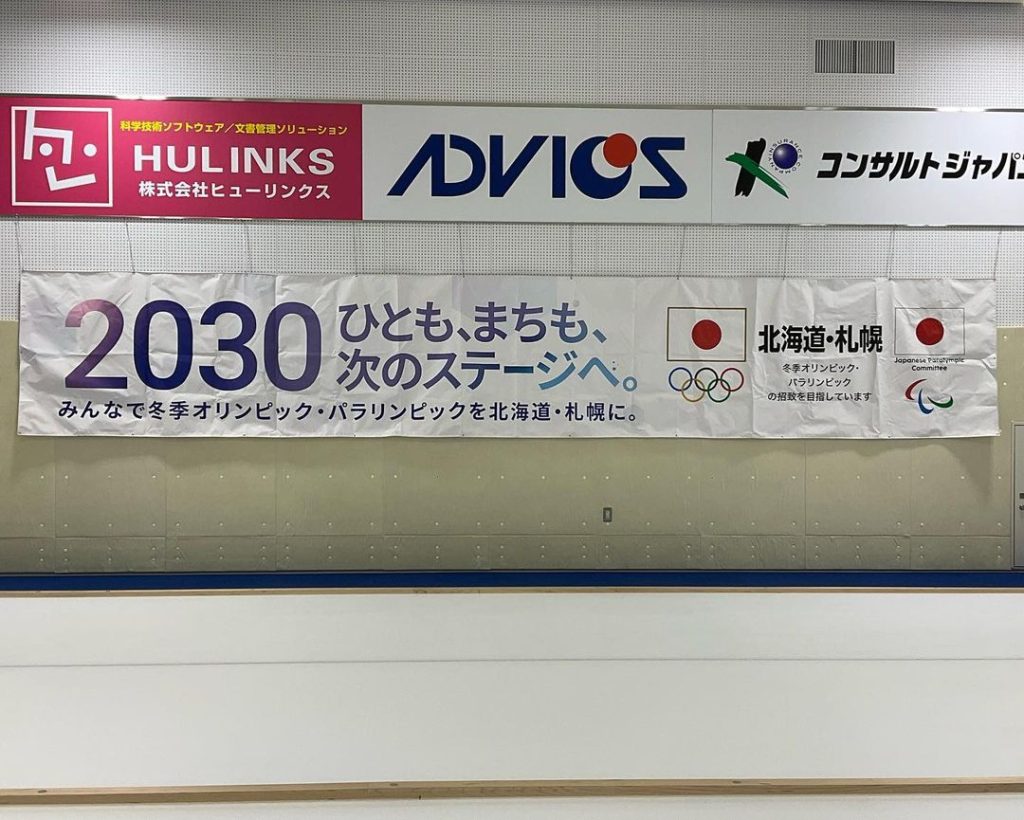 科学技術ソフトウェア／文書管理ソリューション
HULINKS
株式会社ヒューリンクス
ADVICS
INSURANCE COMPANY
コンサルトジャパン
2030
ひとも、まちも、
次のステージへ。
みんなで冬季オリンピック・パラリンピックを北海道・札幌に。
北海道・札幌
冬季オリンピック・
パラリンピック
の招致を目指しています
Japanese Paralympic
Committee